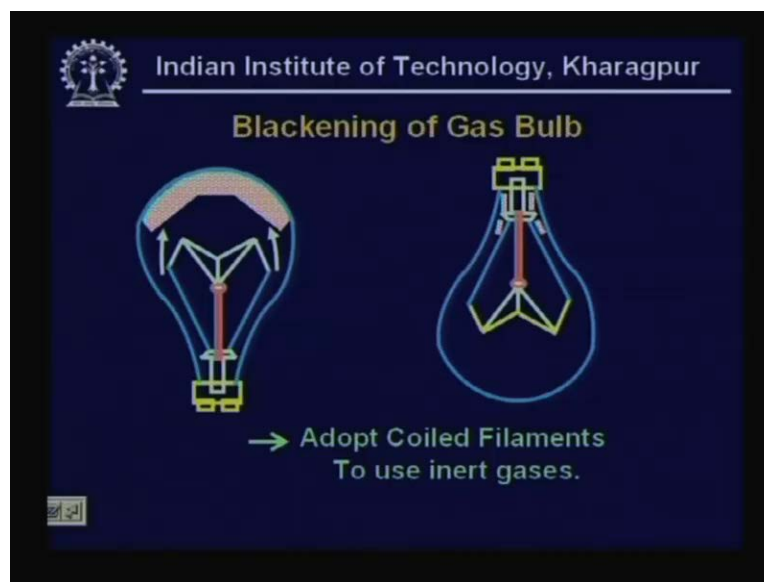 Indian Institute of Technology, Kharagpur
Blackening of Gas Bulb
Adopt Coiled Filaments
To use inert gases.